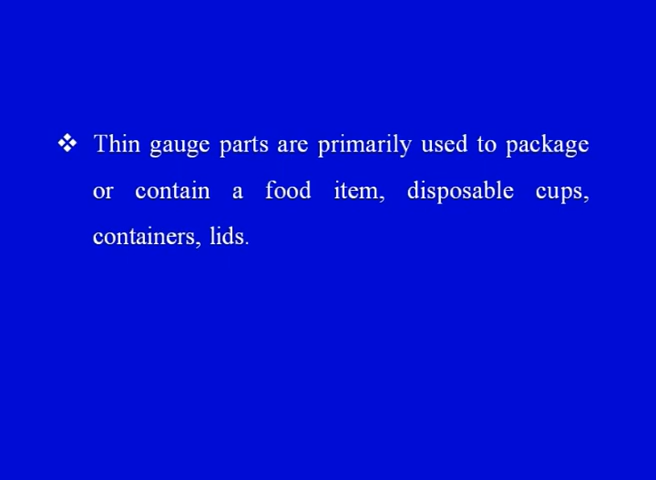 ❖ Thin gauge parts are primarily used to package
or contain a food item, disposable cups,
containers, lids.